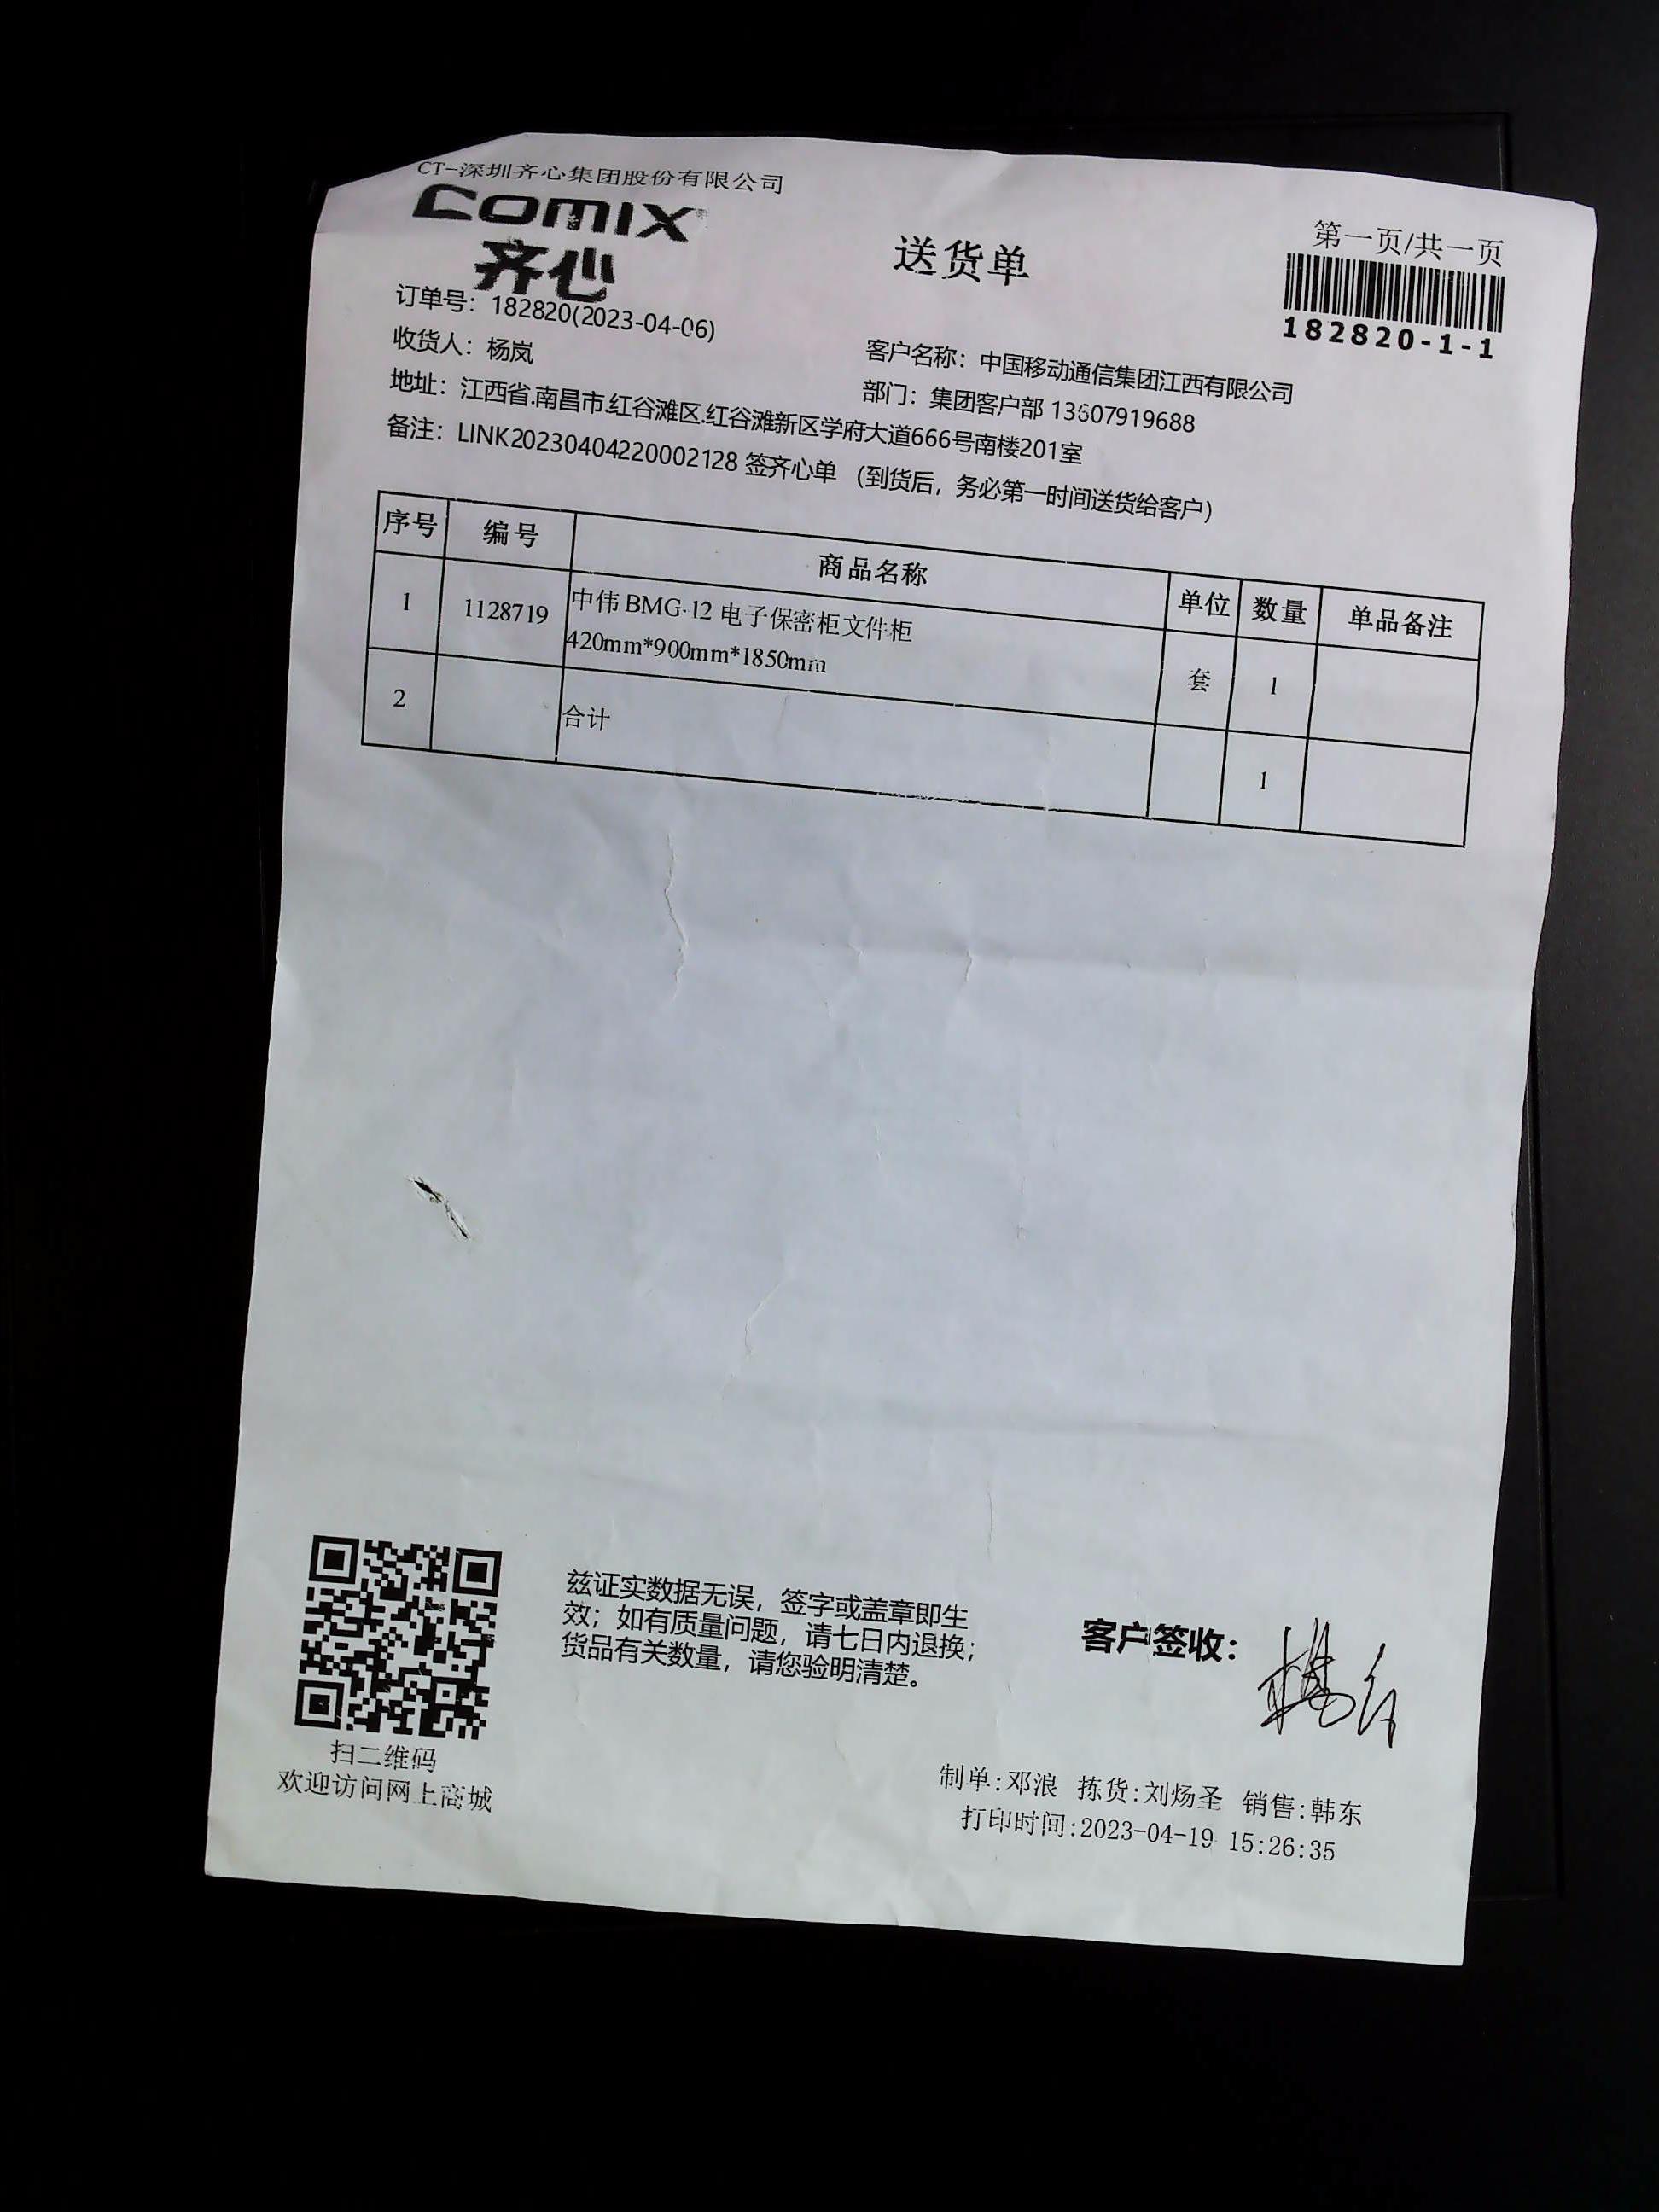 CT-深圳齐心集团股份有限公司
COMIX
齐心
送货单
第一页/共一页
182820-1-1
订单号：182820(2023-04-06)
收货人：杨岚
客户名称：中国移动通信集团江西有限公司
部门：集团客户部 13607919688
地址：江西省.南昌市.红谷滩区.红谷滩新区学府大道666号南楼201室
备注：LINK20230404220002128 签齐心单 （到货后，务必第一时间送货给客户）
序号 编号 商品名称 单位 数量 单品备注
1 1128719 中伟 BMG-12 电子保密柜文件柜 套 1
420mm*900mm*1850mm
2 合计 1
兹证实数据无误，签字或盖章即生
效；如有质量问题，请七日内退换；
货品有关数量，请您验明清楚。
客户签收：
扫二维码
欢迎访问网上商城
制单:邓浪 拣货:刘炀圣 销售:韩东
打印时间:2023-04-19 15:26:35